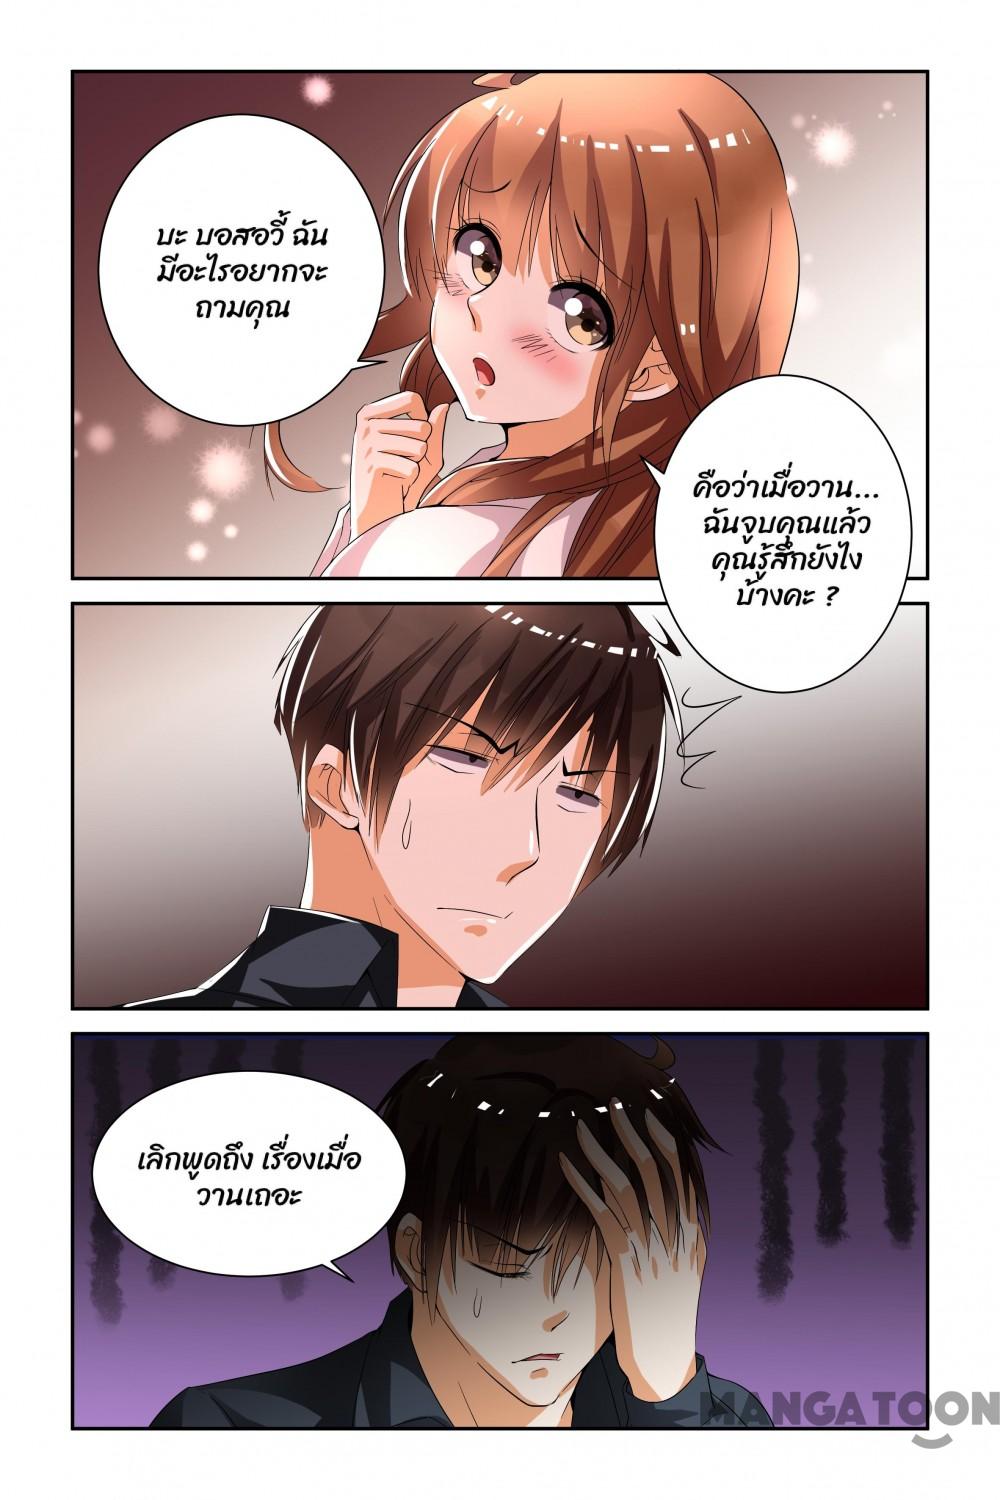 บะ บอสอวี้ ฉัน
มีอะไรอยากจะ
ถามคุณ
คือว่าเมื่อวาน...
ฉันจูบคุณแล้ว
คุณรู้สึกยังไง
บ้างคะ ?
เลิกพูดถึง เรื่องเมื่อ
วานเถอะ
MANGATOON